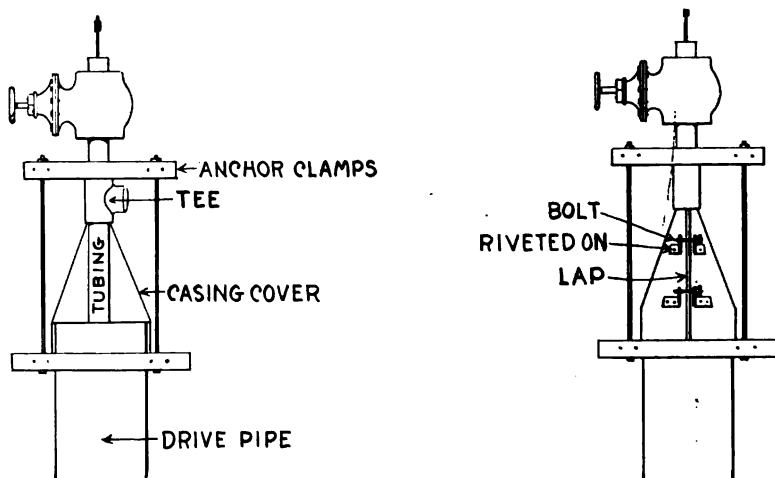 ANCHOR CLAMPS
TEE
TUBING
CASING COVER
DRIVE PIPE
BOLT
RIVETED ON
LAP